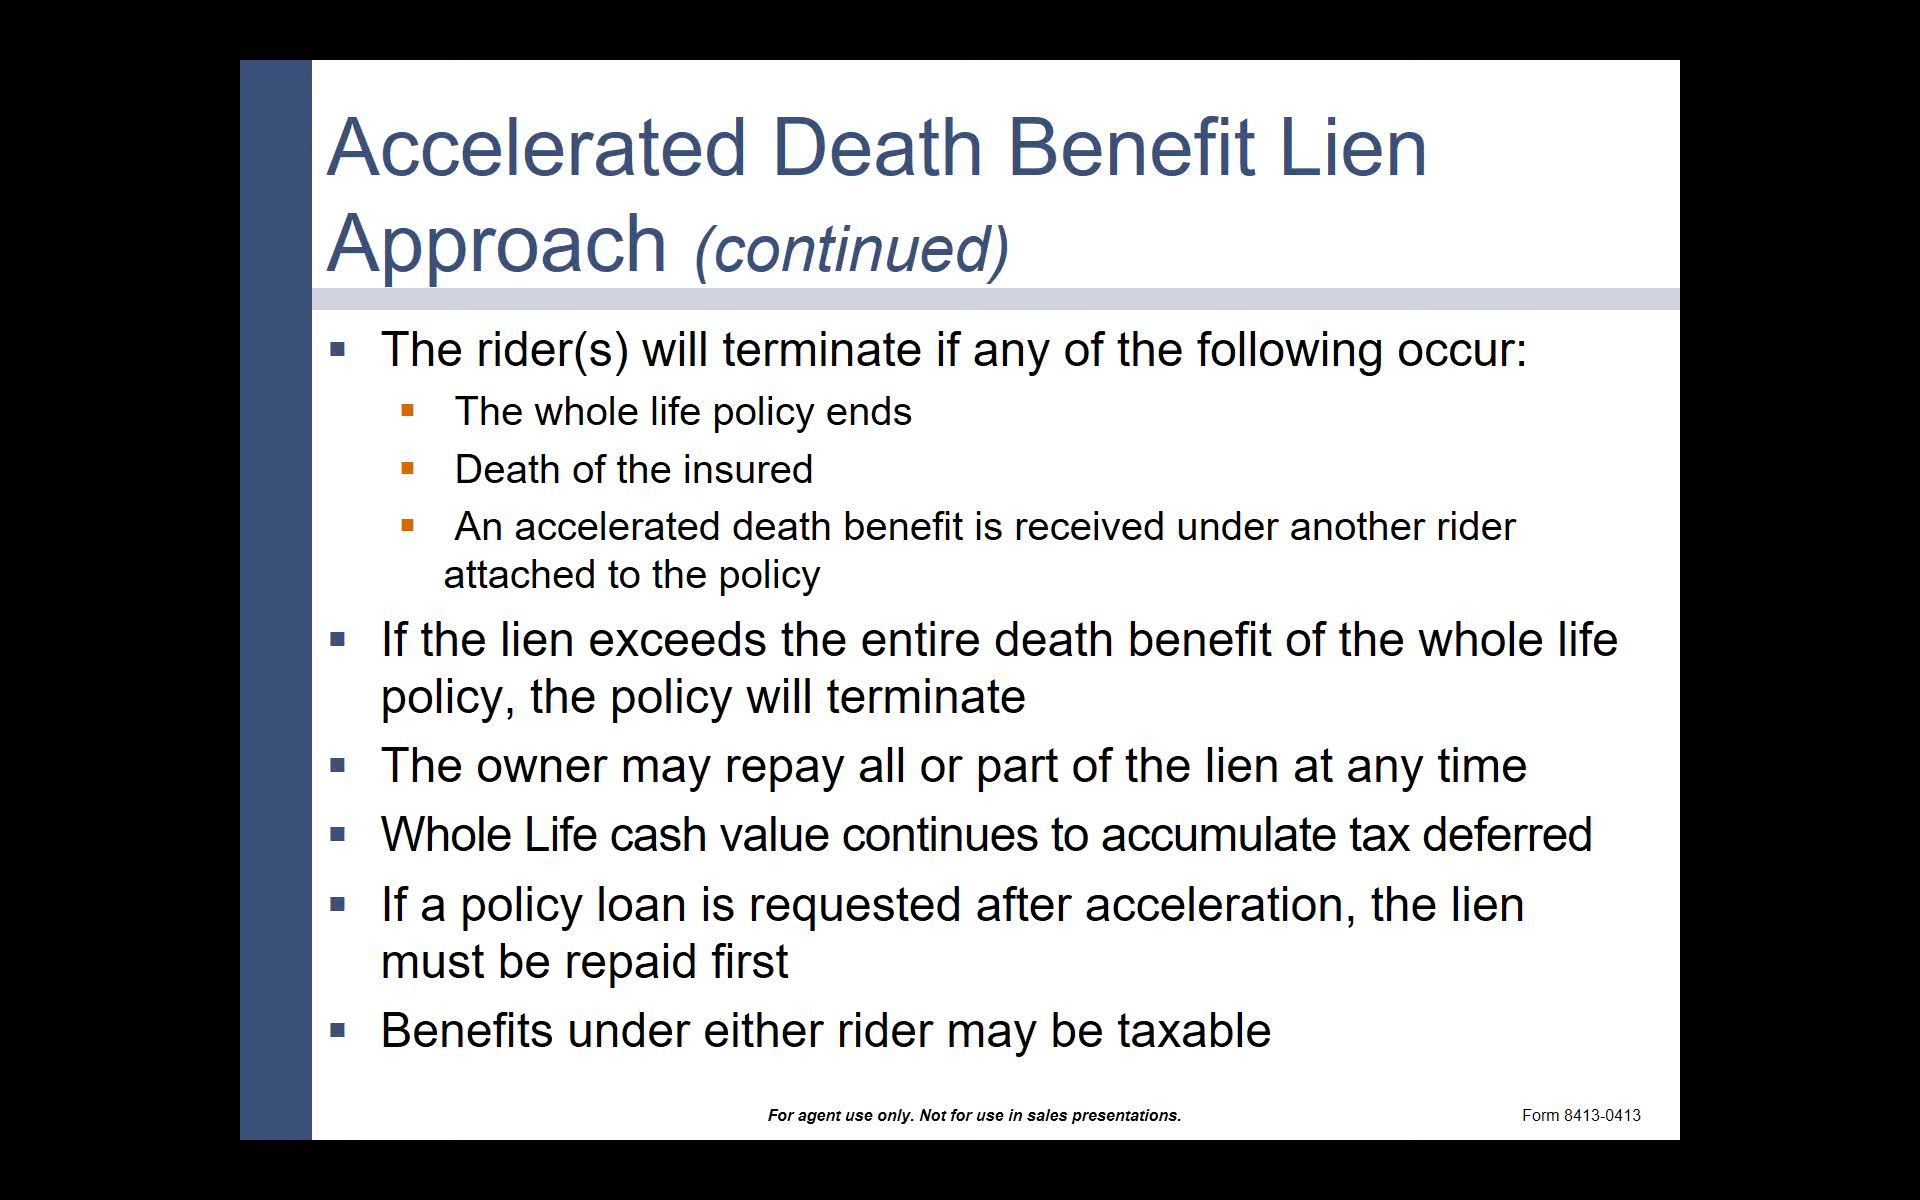 Accelerated Death Benefit Lien
Approach (continued)
The rider(s) will terminate if any of the following occur:
The whole life policy ends
Death of the insured
An accelerated death benefit is received under another rider
attached to the policy
If the lien exceeds the entire death benefit of the whole life
policy, the policy will terminate
The owner may repay all or part of the lien at any time
Whole Life cash value continues to accumulate tax deferred
If a policy loan is requested after acceleration, the lien
must be repaid first
Benefits under either rider may be taxable
For agent use only. Not for use in sales presentations.
Form 8413-0413